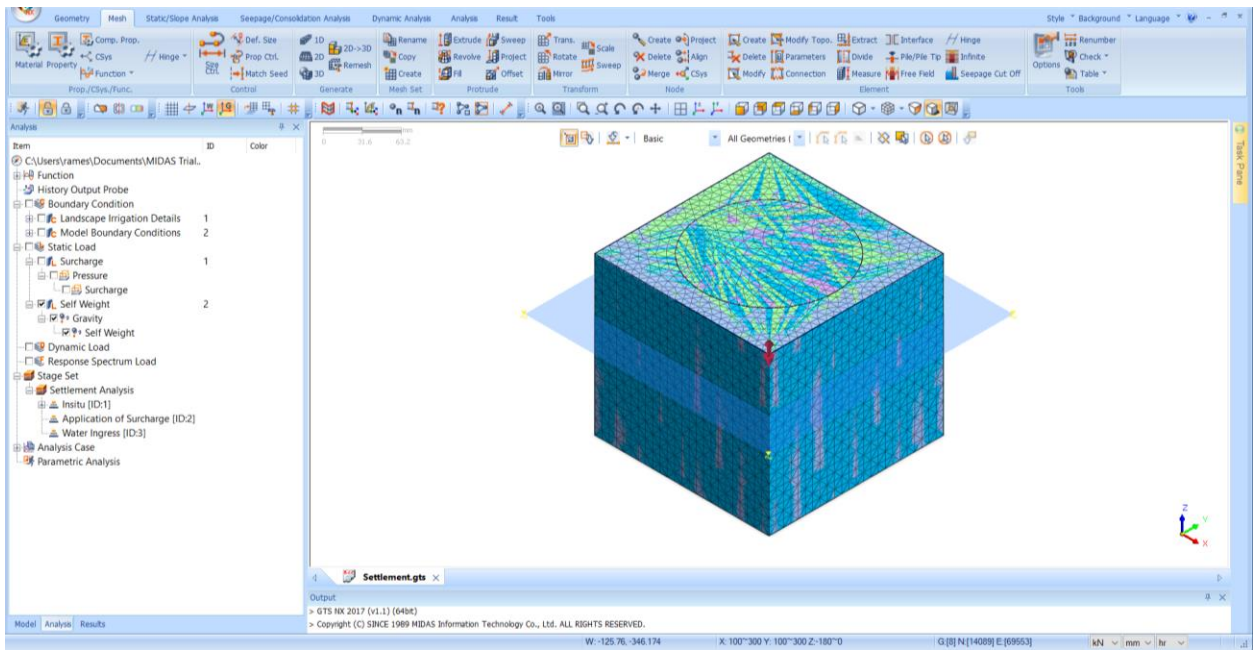 Geometry Mesh Static/Slope Analysis Seepage/Consolidation Analysis Dynamic Analysis Analysis Result Tools Style Background Language
Material Property Comp. Prop. CSys Function Hinge
Prop./CSys./Func.
Size Ctrl. Def. Size Prop Ctrl. Match Seed
Control
1D 2D 3D 2D->3D Remesh
Generate
Rename Copy Create
Mesh Set
Extrude Sweep Revolve Project Fill Offset
Protrude
Trans. Rotate Mirror Scale Sweep
Transform
Create Project Delete Align Merge CSys
Node
Create Modify Topo. Extract Interface Hinge
Delete Parameters Divide Pile/Pile Tip Infinite
Modify Connection Measure Free Field Seepage Cut Off
Element
Options Renumber Check Table
Tools
Analysis
Item ID Color
C:\Users\rames\Documents\MIDAS Trial..
Function
History Output Probe
Boundary Condition
Landscape Irrigation Details 1
Model Boundary Conditions 2
Static Load
Surcharge 1
Pressure
Surcharge
Self Weight 2
Gravity
Self Weight
Dynamic Load
Response Spectrum Load
Stage Set
Settlement Analysis
Insitu [ID:1]
Application of Surcharge [ID:2]
Water Ingress [ID:3]
Analysis Case
Parametric Analysis
Model Analysis Results
0 31.6 63.2
Basic All Geometries (
Task Pane
Z
Y
X
Settlement.gts
Output
> GTS NX 2017 (v1.1) (64bit)
> Copyright (C) SINCE 1989 MIDAS Information Technology Co., Ltd. ALL RIGHTS RESERVED.
W: -125.76, -346.174 X: 100~300 Y: 100~300 Z:-180~0 G:[8] N:[14089] E:[69553] kN mm hr